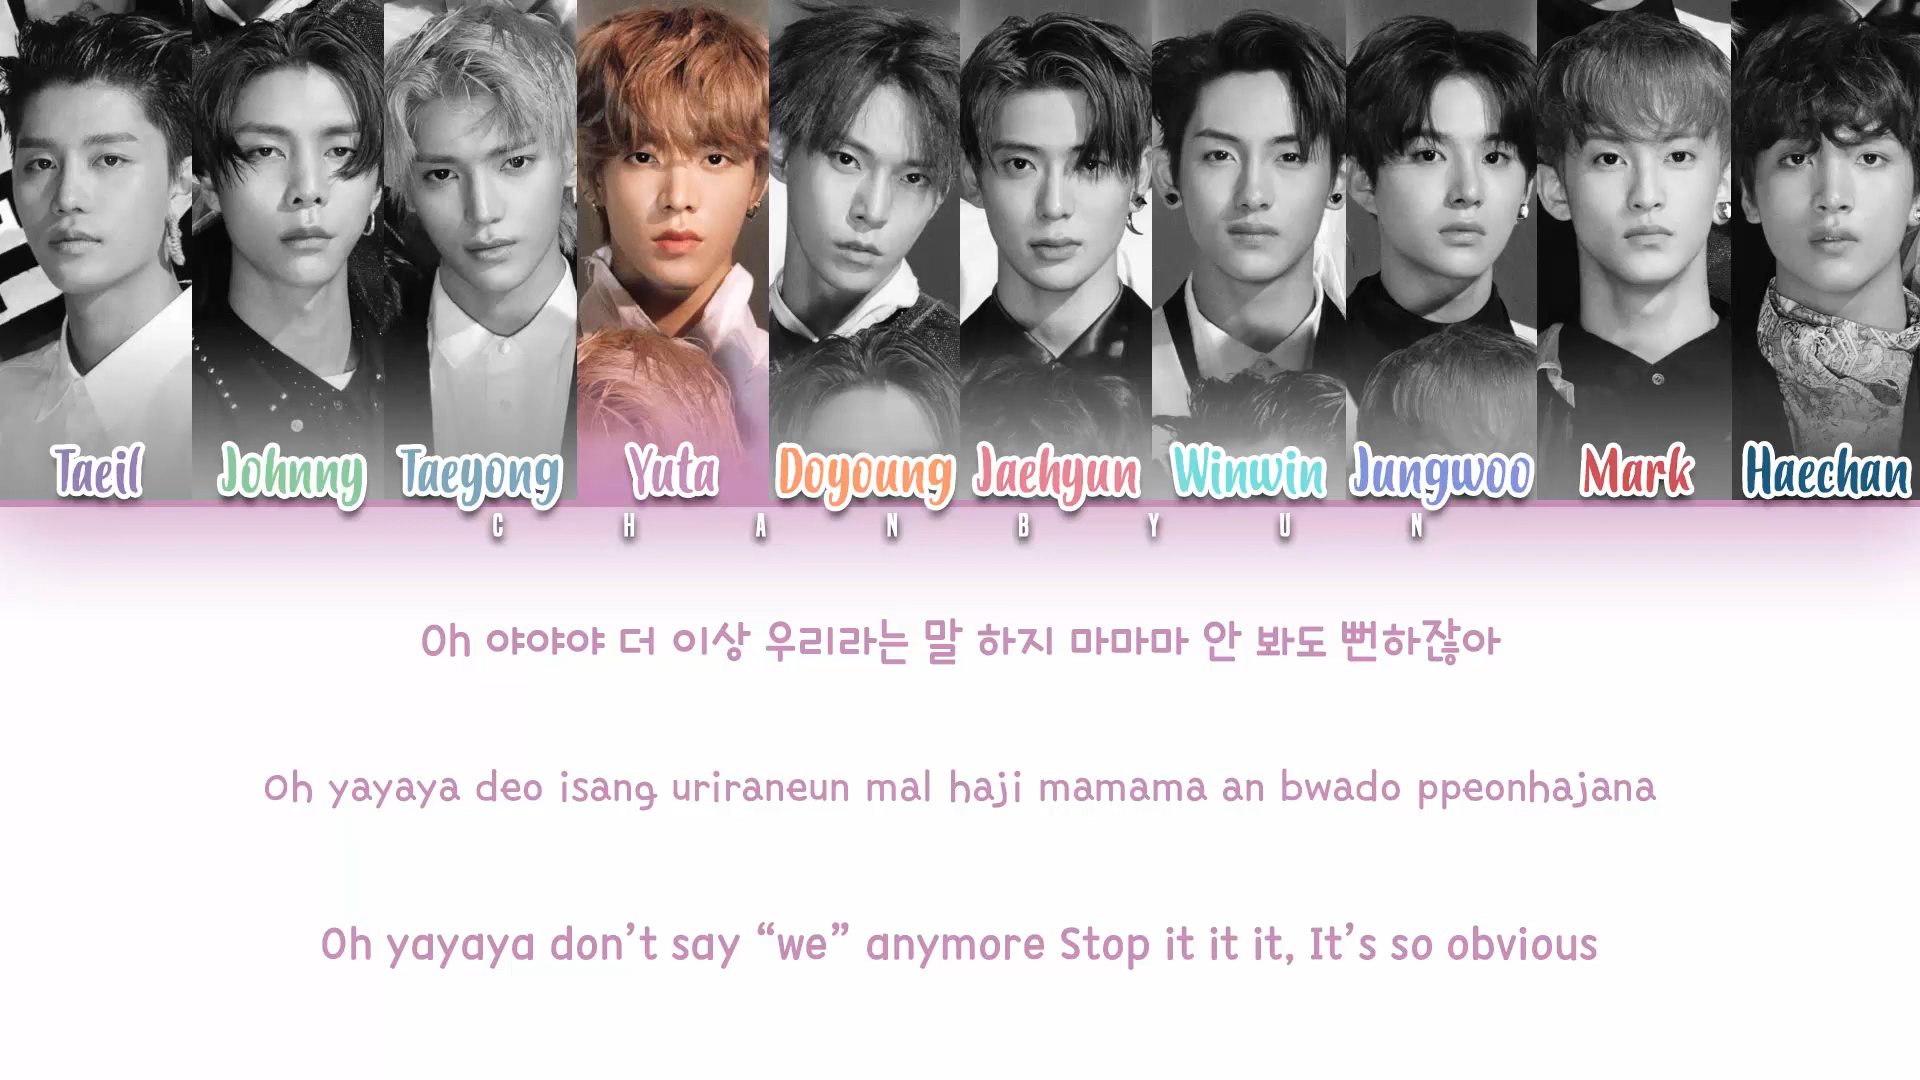 Taeil Johnny Taeyong Yuta Doyoung Jaehyun Winwin Jungwoo Mark Haechan
CHANBYUN
Oh 야야야 더 이상 우리라는 말 하지 마마마 안 봐도 뻔하잖아
Oh yayaya deo isang uriraneun mal haji mamama an bwado ppeonhajana
Oh yayaya don’t say “we” anymore Stop it it it, It’s so obvious